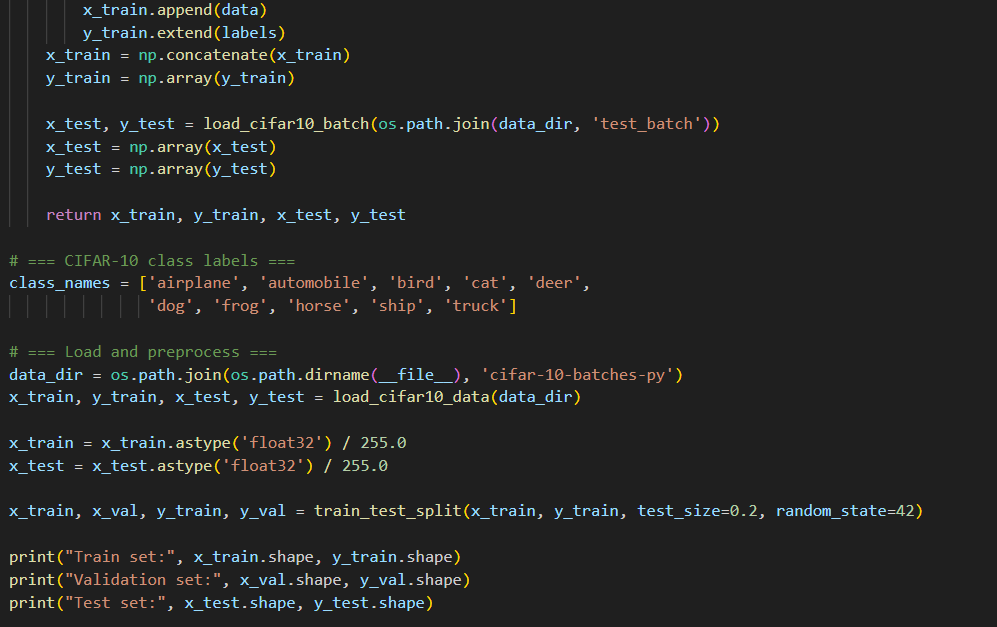 x_train.append(data)
y_train.extend(labels)
x_train = np.concatenate(x_train)
y_train = np.array(y_train)
x_test, y_test = load_cifar10_batch(os.path.join(data_dir, 'test_batch'))
x_test = np.array(x_test)
y_test = np.array(y_test)
return x_train, y_train, x_test, y_test
# === CIFAR-10 class labels ===
class_names = ['airplane', 'automobile', 'bird', 'cat', 'deer',
'dog', 'frog', 'horse', 'ship', 'truck']
# === Load and preprocess ===
data_dir = os.path.join(os.path.dirname(__file__), 'cifar-10-batches-py')
x_train, y_train, x_test, y_test = load_cifar10_data(data_dir)
x_train = x_train.astype('float32') / 255.0
x_test = x_test.astype('float32') / 255.0
x_train, x_val, y_train, y_val = train_test_split(x_train, y_train, test_size=0.2, random_state=42)
print("Train set:", x_train.shape, y_train.shape)
print("Validation set:", x_val.shape, y_val.shape)
print("Test set:", x_test.shape, y_test.shape)